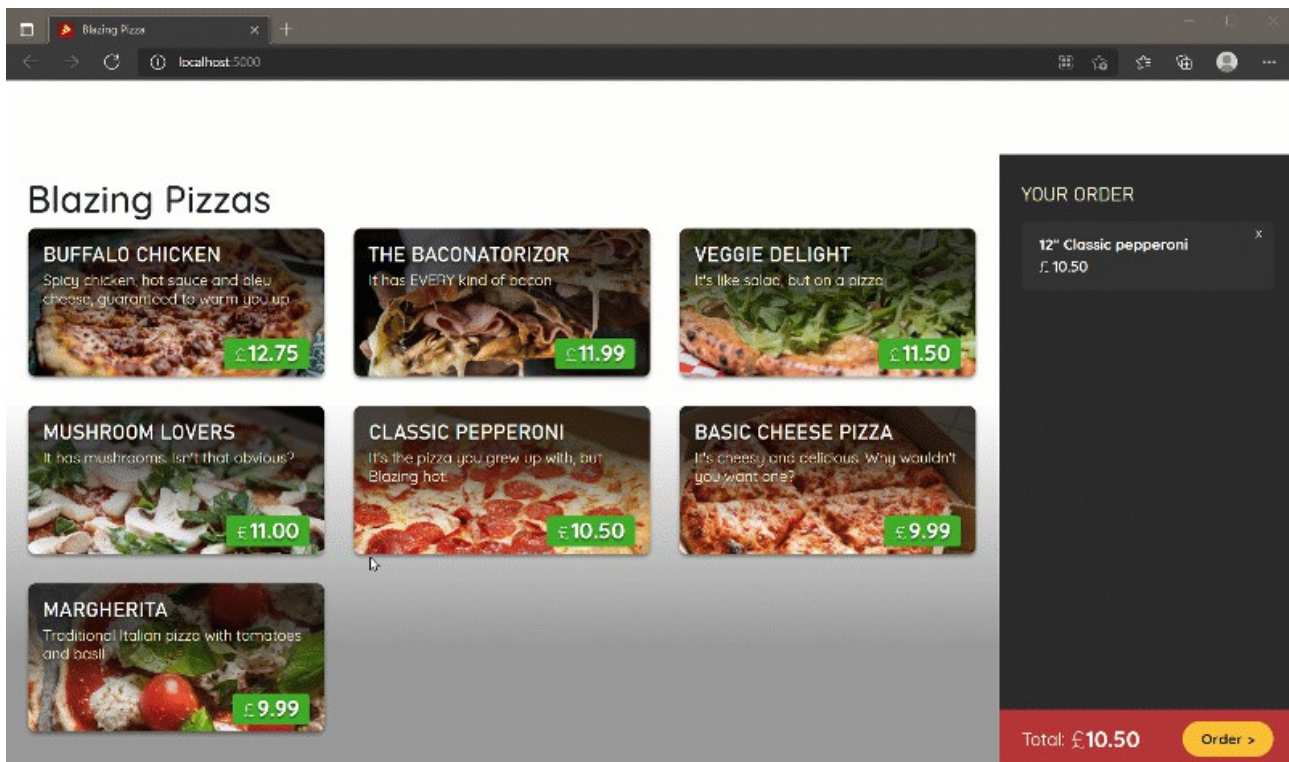 Blazing Pizza
localhost:5000
Blazing Pizzas
BUFFALO CHICKEN
Spicy chicken, hot sauce and bleu
cheese, guaranteed to warm you up
£12.75
THE BACONATORIZOR
It has EVERY kind of bacon
£11.99
VEGGIE DELIGHT
It's like salad, but on a pizza
£11.50
MUSHROOM LOVERS
It has mushrooms. Isn't that obvious?
£11.00
CLASSIC PEPPERONI
It's the pizza you grew up with, but
Blazing hot!
£10.50
BASIC CHEESE PIZZA
It's cheesy and delicious. Why wouldn't
you want one?
£9.99
MARGHERITA
Traditional Italian pizza with tomatoes
and basil
£9.99
YOUR ORDER
12" Classic pepperoni
x
£10.50
Total: £10.50
Order >